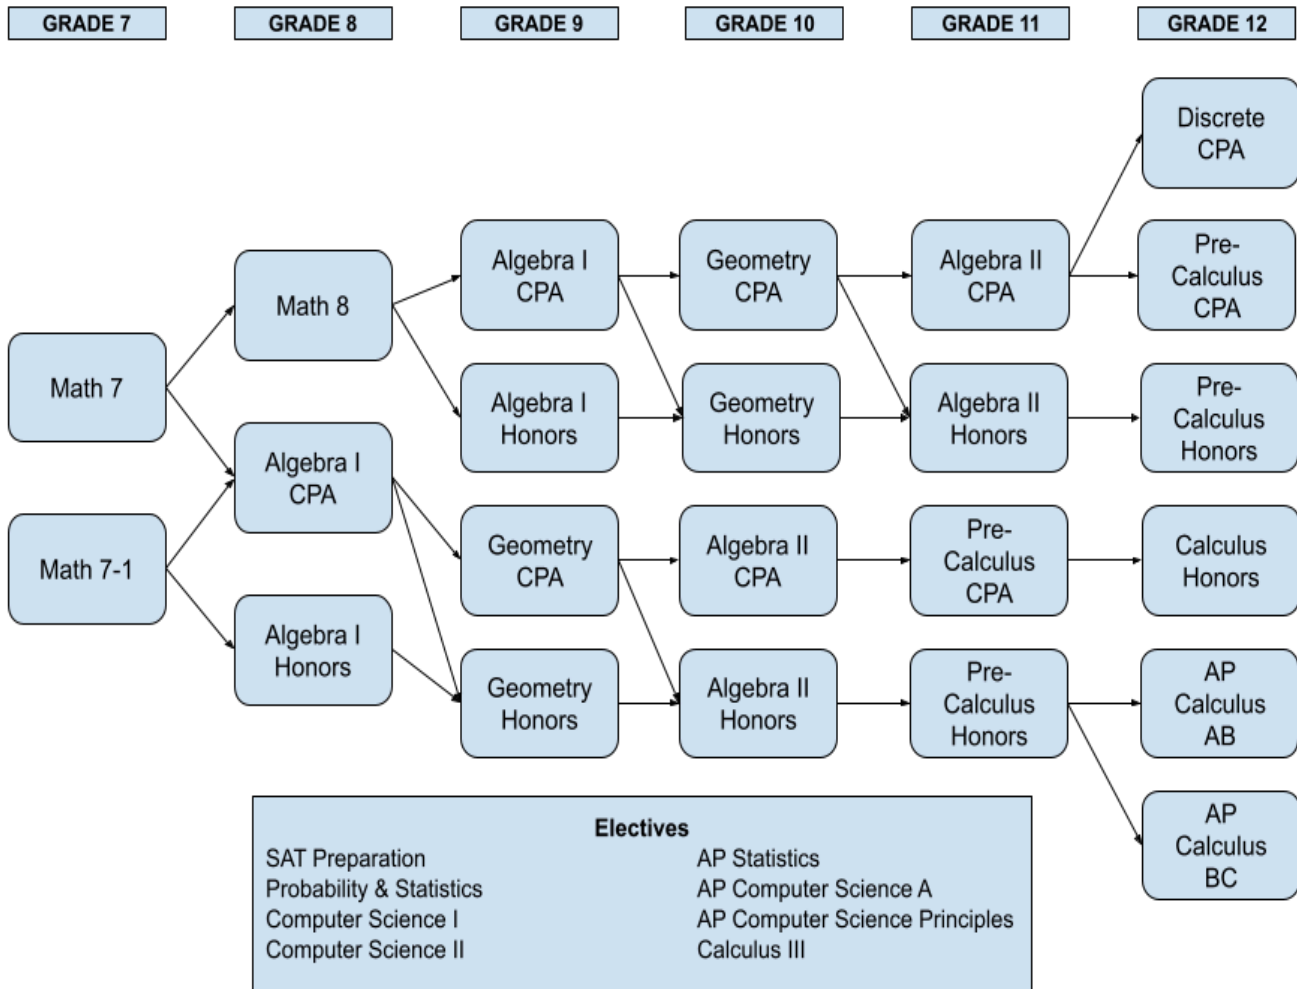 GRADE 7
GRADE 8
GRADE 9
GRADE 10
GRADE 11
GRADE 12
Math 7
Math 7-1
Math 8
Algebra I
CPA
Algebra I
Honors
Algebra I
CPA
Algebra I
Honors
Geometry
CPA
Geometry
Honors
Geometry
CPA
Geometry
Honors
Algebra II
CPA
Algebra II
Honors
Algebra II
CPA
Algebra II
Honors
Pre-
Calculus
CPA
Pre-
Calculus
Honors
Discrete
CPA
Pre-
Calculus
CPA
Pre-
Calculus
Honors
Calculus
Honors
AP
Calculus
AB
AP
Calculus
BC
Electives
SAT Preparation
Probability & Statistics
Computer Science I
Computer Science II
AP Statistics
AP Computer Science A
AP Computer Science Principles
Calculus III